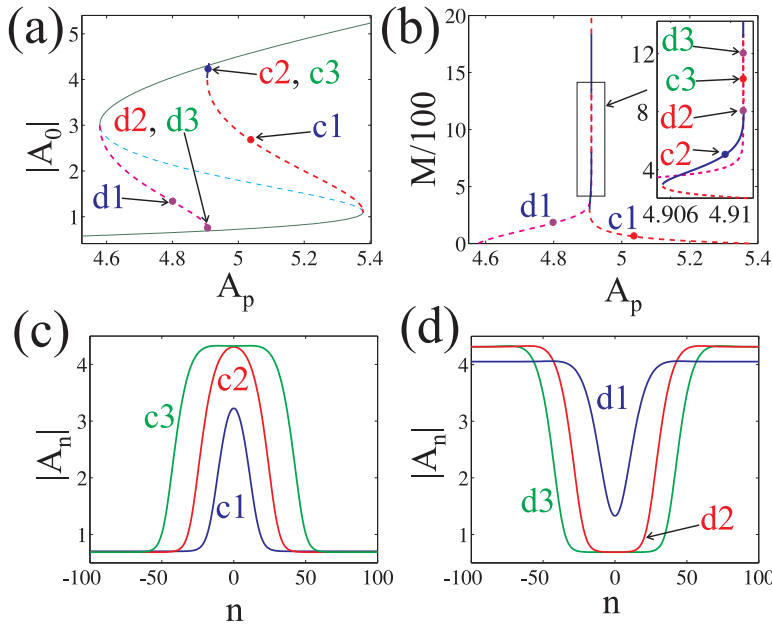 (a)
5
4
3
2
1
|A0|
c2, c3
d2, d3
c1
d1
4.6 4.8 5 5.2 5.4
Ap
(b)
20
15
10
5
0
M/100
d1
c1
4.6 4.8 5 5.2 5.4
Ap
12
8
4
d3
c3
d2
c2
4.906 4.91
(c)
4
3
2
1
|An|
c3
c2
c1
-100 -50 0 50 100
n
(d)
4
3
2
1
|An|
d1
d3
d2
-100 -50 0 50 100
n